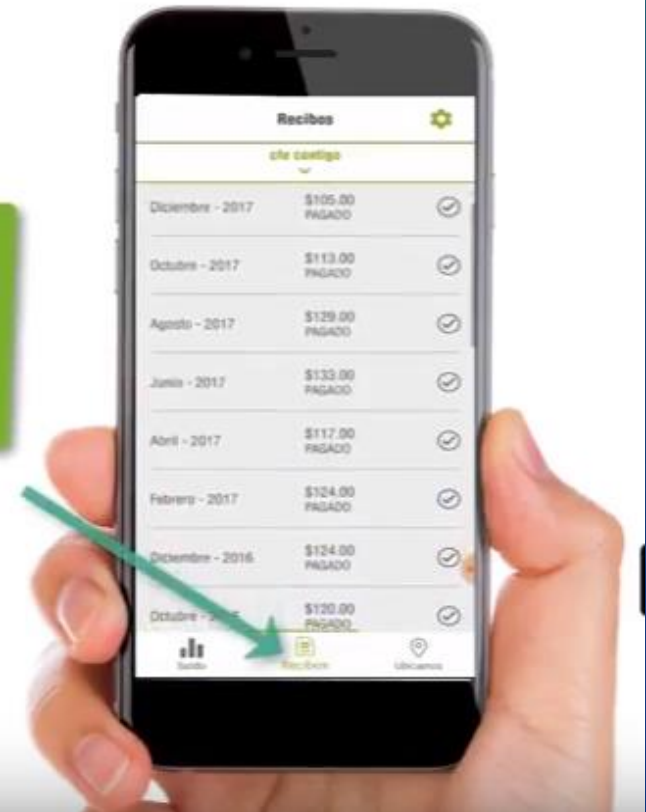 Recibos
cfe contigo
Diciembre - 2017
$105.00
PAGADO
Octubre - 2017
$113.00
PAGADO
Agosto - 2017
$129.00
PAGADO
Junio - 2017
$133.00
PAGADO
Abril - 2017
$117.00
PAGADO
Febrero - 2017
$124.00
PAGADO
Diciembre - 2016
$124.00
PAGADO
Octubre -
$120.00
PAGADO
Saldo
Recibos
Ubícanos